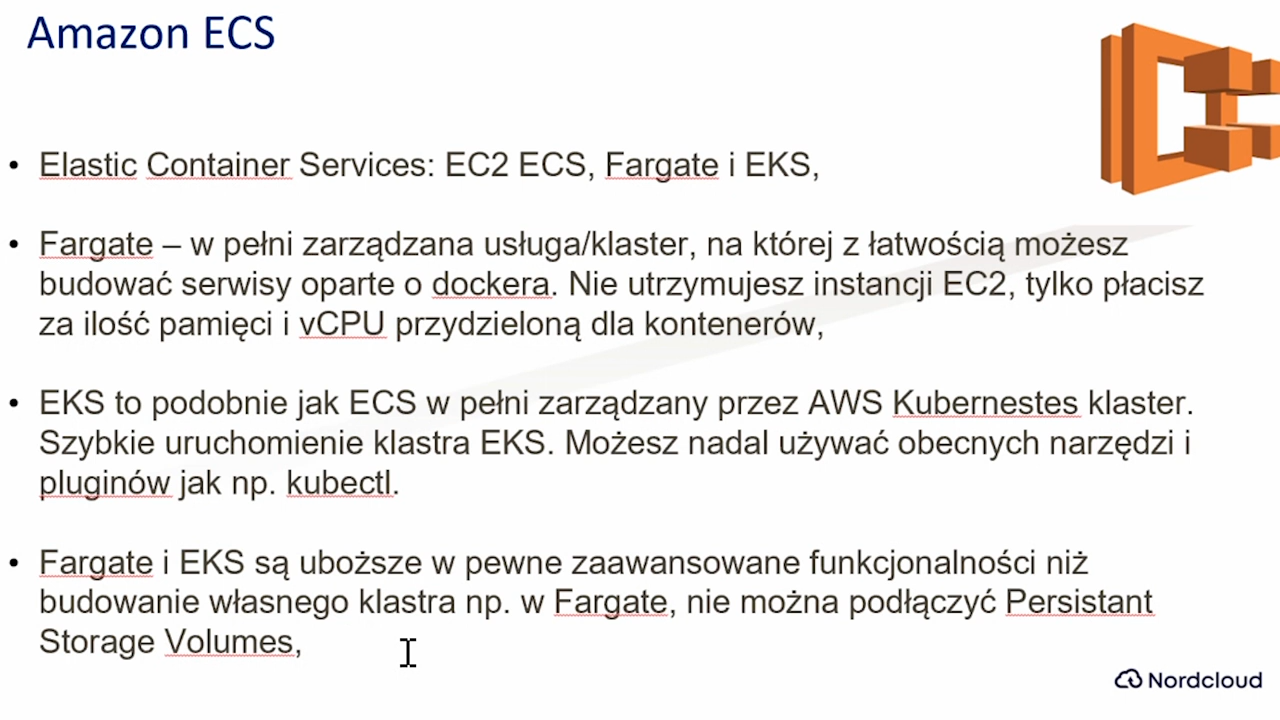 Amazon ECS
• Elastic Container Services: EC2 ECS, Fargate i EKS,
• Fargate – w pełni zarządzana usługa/klaster, na której z łatwością możesz
budować serwisy oparte o dockera. Nie utrzymujesz instancji EC2, tylko płacisz
za ilość pamięci i vCPU przydzieloną dla kontenerów,
• EKS to podobnie jak ECS w pełni zarządzany przez AWS Kubernestes klaster.
Szybkie uruchomienie klastra EKS. Możesz nadal używać obecnych narzędzi i
pluginów jak np. kubectl.
• Fargate i EKS są uboższe w pewne zaawansowane funkcjonalności niż
budowanie własnego klastra np. w Fargate, nie można podłączyć Persistant
Storage Volumes,
Nordcloud